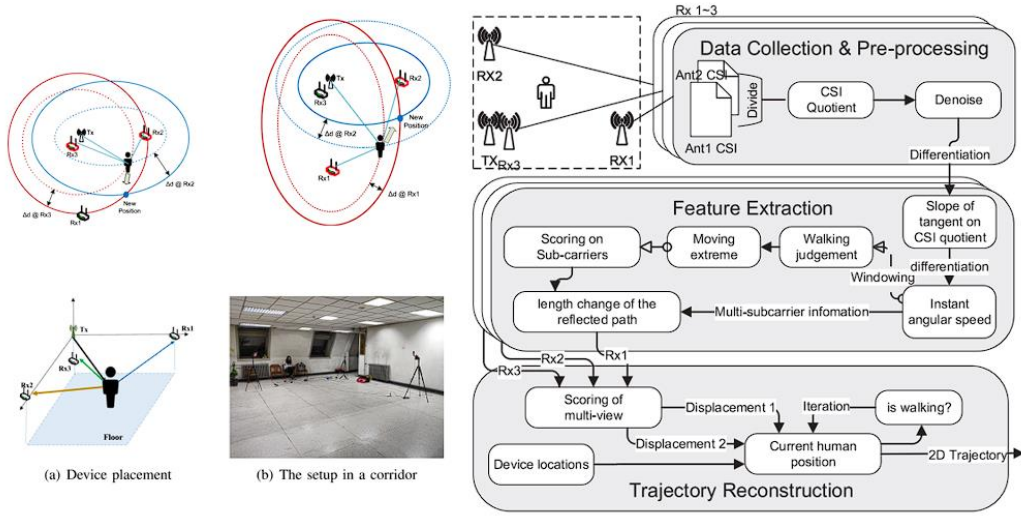 Tx
Rx3
Rx2
Δd @ Rx2
Δd @ Rx3
New
Position
Rx1
Tx
Rx3
Rx2
New
Position
Δd @ Rx2
Rx1
Δd @ Rx1
Tx
Rx1
Rx3
Rx2
Floor
(a) Device placement
(b) The setup in a corridor
RX2
TX
Rx3
RX1
Rx 1~3
Data Collection & Pre-processing
Ant2 CSI
Ant1 CSI
Divide
CSI
Quotient
Denoise
Differentiation
Feature Extraction
Slope of
tangent on
CSI quotient
Scoring on
Sub-carriers
Moving
extreme
Walking
judgement
differentiation
Windowing
length change of the
reflected path
Multi-subcarrier infomation
Instant
angular speed
Rx3
Rx2
Rx1
Scoring of
multi-view
Displacement 1
Iteration
is walking?
Displacement 2
Device locations
Current human
position
2D Trajectory
Trajectory Reconstruction